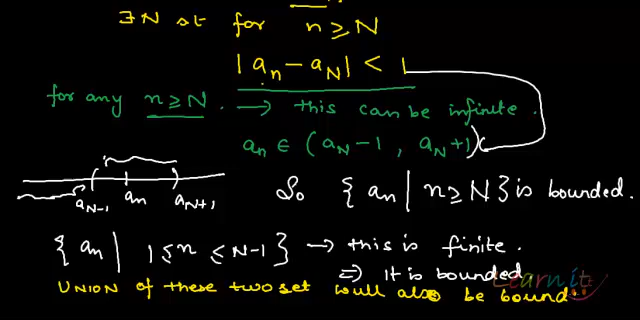 ∃ N st for n ≥ N
|aₙ - a_N| < 1
for any n ≥ N. → this can be infinite.
aₙ ∈ (a_N - 1, a_N + 1)
a_N-1 aₙ a_N+1
So {aₙ | n ≥ N} is bounded.
{aₙ | 1 ≤ n ≤ N-1} → this is finite.
⇒ It is bounded.
Learnit
UNION of these two set will also be bound